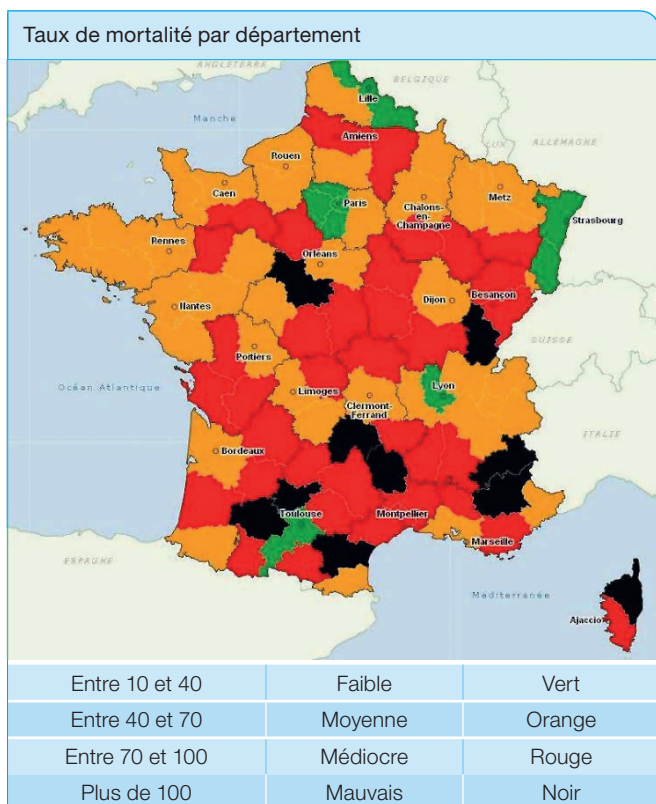 Taux de mortalité par département
ANGLETERRE
BELGIQUE
Lille
Manche
Amiens
LUX
ALLEMAGNE
Rouen
Caen
Paris
Metz
Chalons-
en-
Champagne
Strasbourg
Rennes
Orléans
Nantes
Dijon
Besançon
SUISSE
Poitiers
Océan Atlantique
Limoges
Clermont-
Ferrand
Lyon
ITALIE
Bordeaux
Toulouse
Montpellier
Marseille
ESPAGNE
Méditerranée
Ajaccio
Entre 10 et 40 Faible Vert
Entre 40 et 70 Moyenne Orange
Entre 70 et 100 Médiocre Rouge
Plus de 100 Mauvais Noir